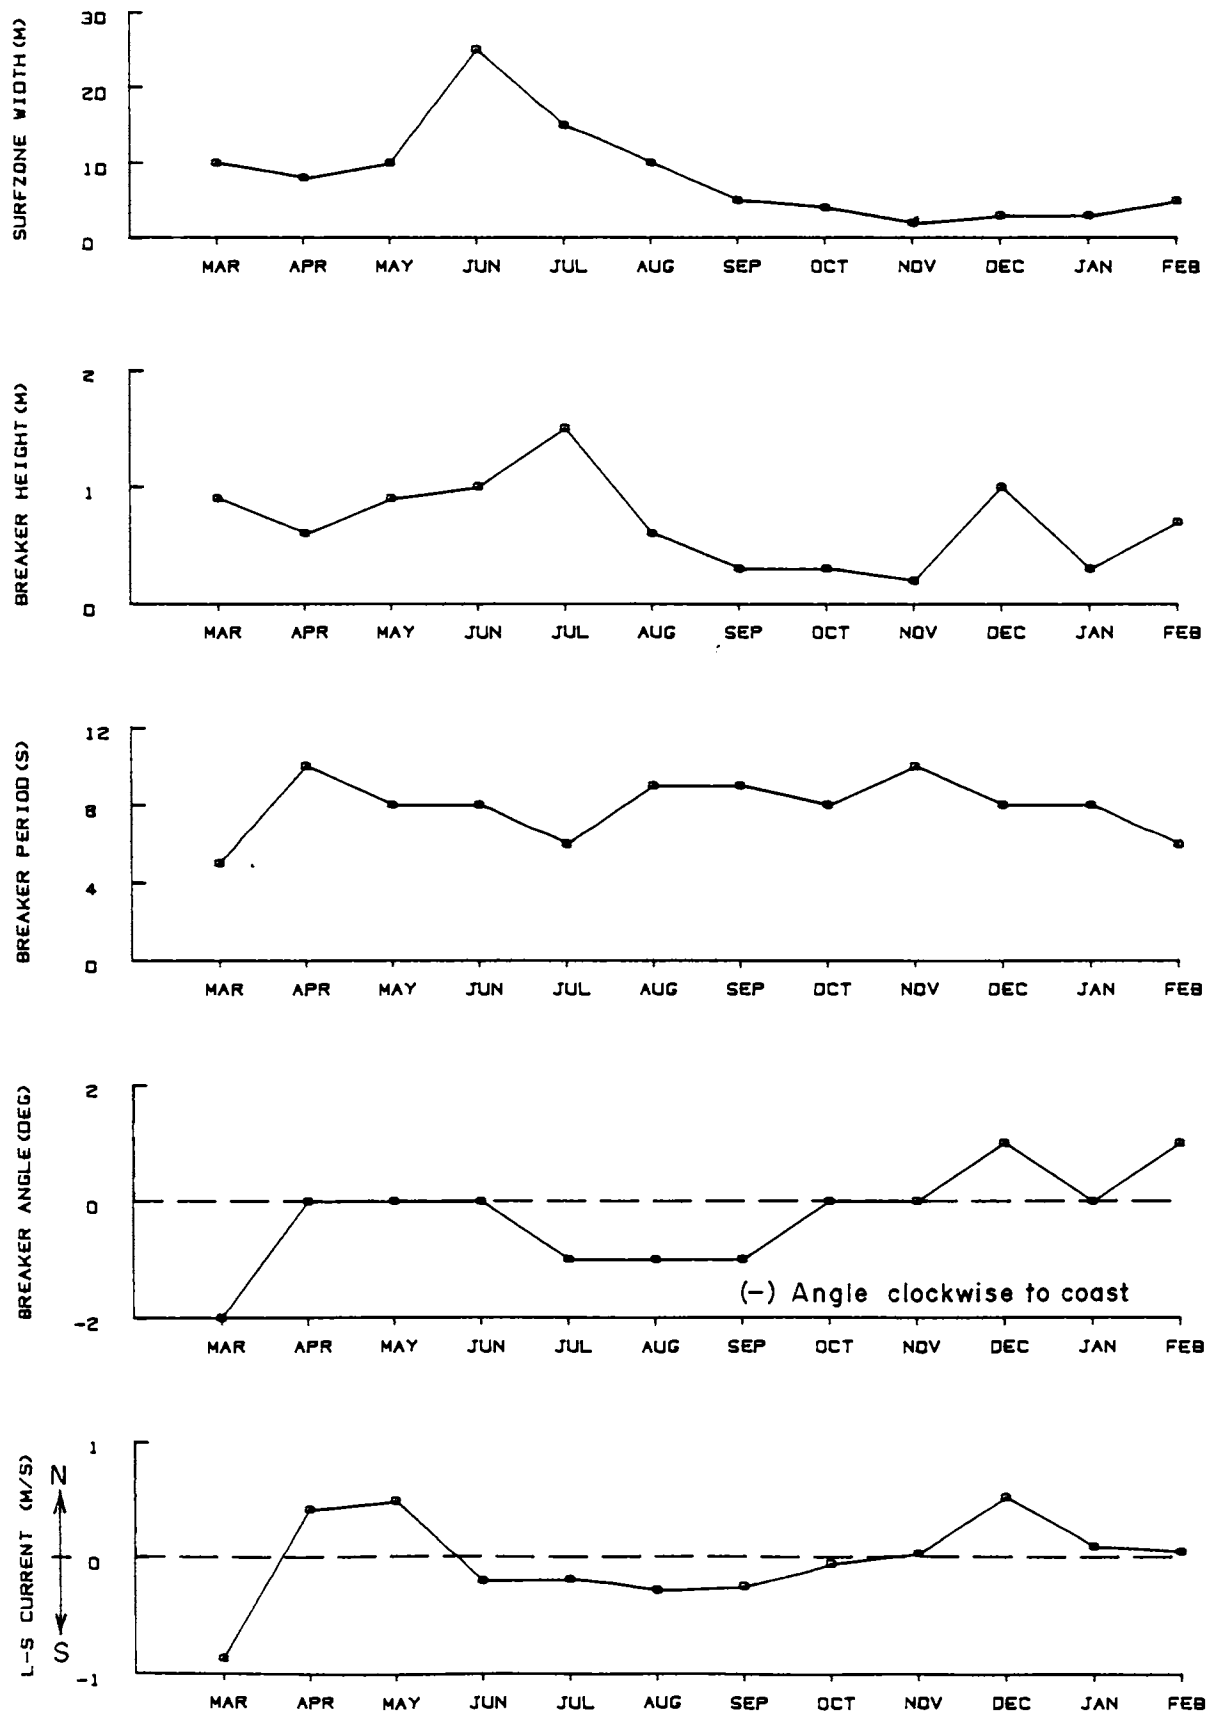 SURFZONE WIDTH (M)
30
20
10
0
MAR APR MAY JUN JUL AUG SEP OCT NOV DEC JAN FEB
BREAKER HEIGHT (M)
2
1
0
MAR APR MAY JUN JUL AUG SEP OCT NOV DEC JAN FEB
BREAKER PERIOD (S)
12
8
4
0
MAR APR MAY JUN JUL AUG SEP OCT NOV DEC JAN FEB
BREAKER ANGLE (DEG)
2
0
(-) Angle clockwise to coast
-2
MAR APR MAY JUN JUL AUG SEP OCT NOV DEC JAN FEB
L-S CURRENT (M/S)
1
N
0
S
-1
MAR APR MAY JUN JUL AUG SEP OCT NOV DEC JAN FEB